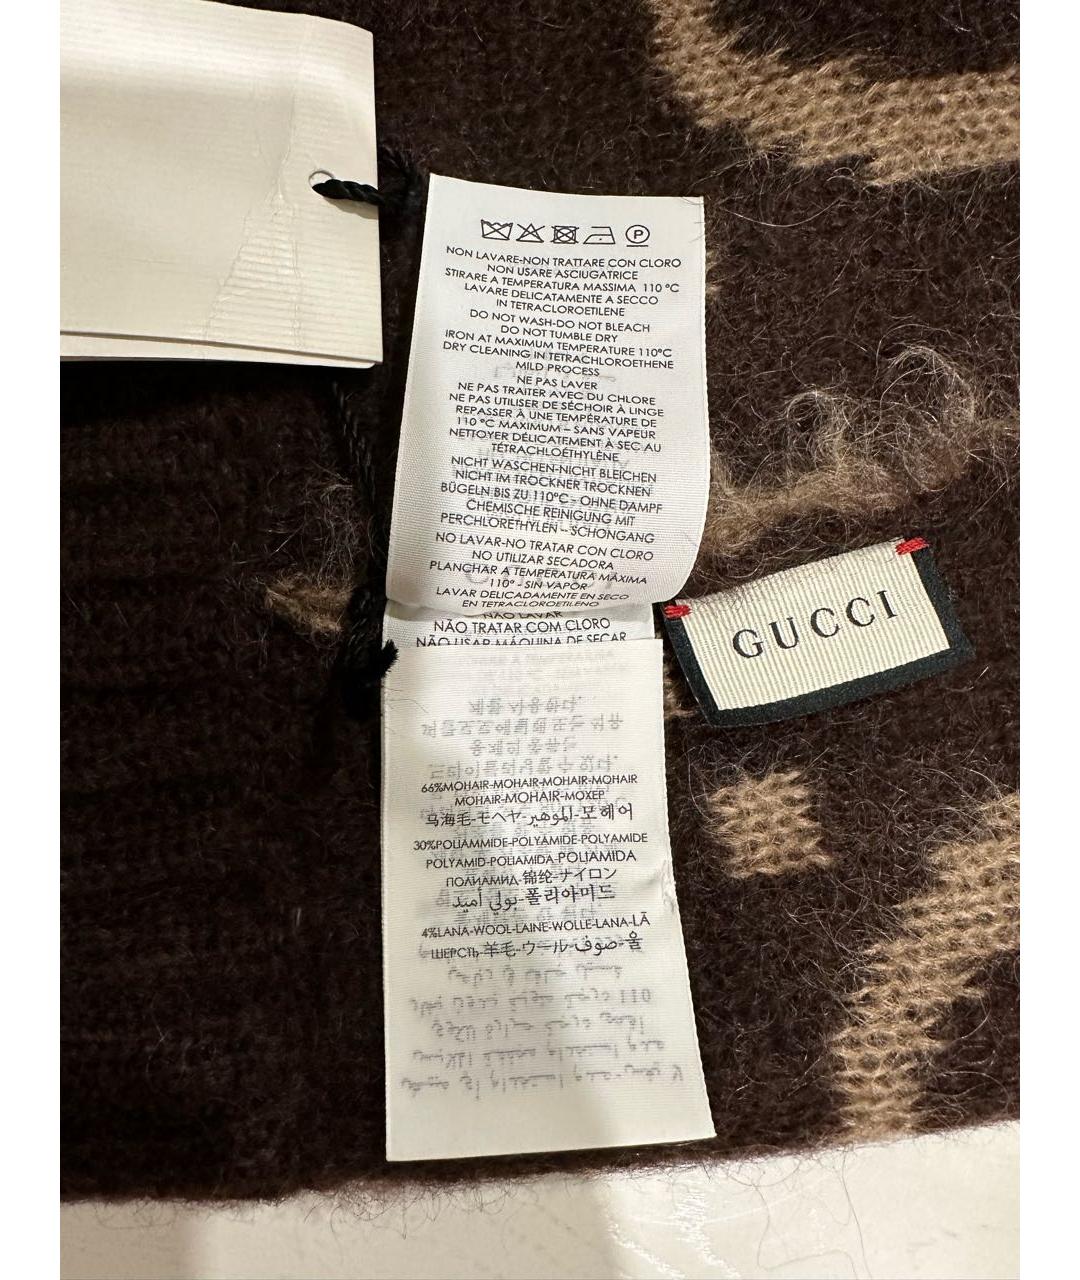 NON LAVARE-NON TRATTARE CON CLORO
NON USARE ASCIUGATRICE
STIRARE A TEMPERATURA MASSIMA 110 °C
LAVARE DELICATAMENTE A SECCO
IN TETRACLOROETILENE
DO NOT WASH-DO NOT BLEACH
DO NOT TUMBLE DRY
IRON AT MAXIMUM TEMPERATURE 110°C
DRY CLEANING IN TETRACHLOROETHENE
MILD PROCESS
NE PAS LAVER
NE PAS TRAITER AVEC DU CHLORE
NE PAS UTILISER DE SÉCHOIR À LINGE
REPASSER À UNE TEMPÉRATURE DE
110 °C MAXIMUM – SANS VAPEUR
NETTOYER DÉLICATEMENT À SEC AU
TÉTRACHLOÉTHYLÈNE
NICHT WASCHEN-NICHT BLEICHEN
NICHT IM TROCKNER TROCKNEN
BÜGELN BIS ZU 110°C - OHNE DAMPF
CHEMISCHE REINIGUNG MIT
PERCHLORETHYLEN – SCHONGANG
NO LAVAR-NO TRATAR CON CLORO
NO UTILIZAR SECADORA
PLANCHAR A TEMPERATURA MÁXIMA
110° - SIN VAPOR
LAVAR DELICADAMENTE EN SECO
EN TETRACLOROETILENO
NÃO LAVAR
NÃO TRATAR COM CLORO
NÃO USAR MÁQUINA DE SECAR
GUCCI
66%MOHAIR-MOHAIR-MOHAIR-MOHAIR
MOHAIR-MOHAIR-МОХЕР
马海毛-モヘヤ-الموهير-모헤어
30%POLIAMMIDE-POLYAMIDE-POLYAMIDE
POLYAMID-POLIAMIDA-POLIAMIDA
ПОЛИАМИД-锦纶-ナイロン
بولي أميد-폴리아미드
4%LANA-WOOL-LAINE-WOLLE-LANA-LÃ
ШЕРСТЬ-羊毛-ウール-صوف-울